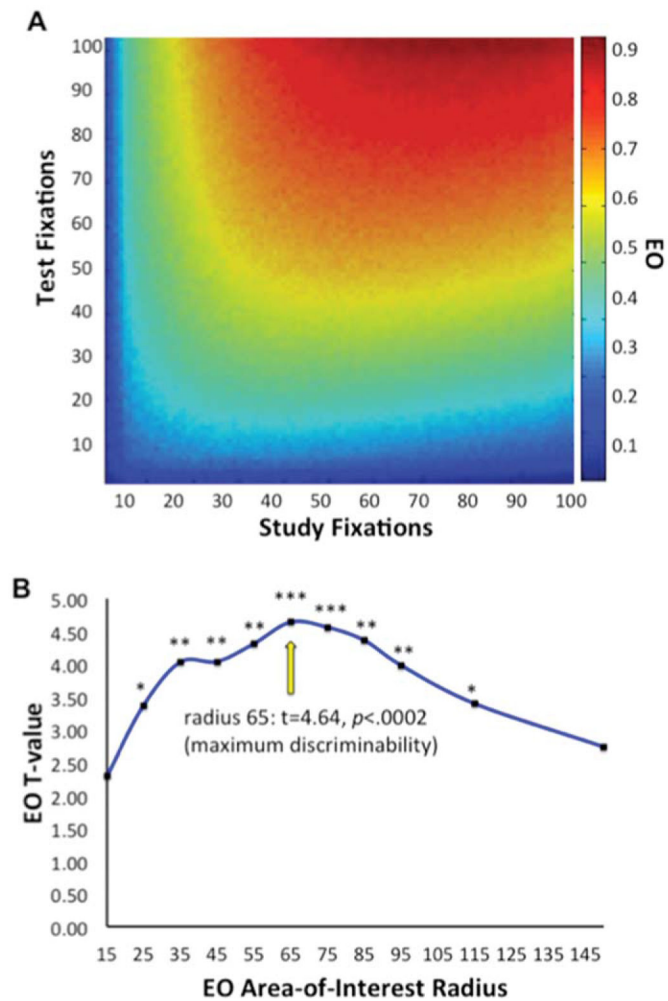 A
100
90
80
70
60
50
40
30
20
10
Test Fixations
10 20 30 40 50 60 70 80 90 100
Study Fixations
0.9
0.8
0.7
0.6
0.5
0.4
0.3
0.2
0.1
EO
B
5.00
4.50
4.00
3.50
3.00
2.50
2.00
1.50
1.00
0.50
0.00
EO T-value
* ** ** ** *** *** ** ** *
radius 65: t=4.64, p<.0002
(maximum discriminability)
15 25 35 45 55 65 75 85 95 105 115 125 135 145
EO Area-of-Interest Radius